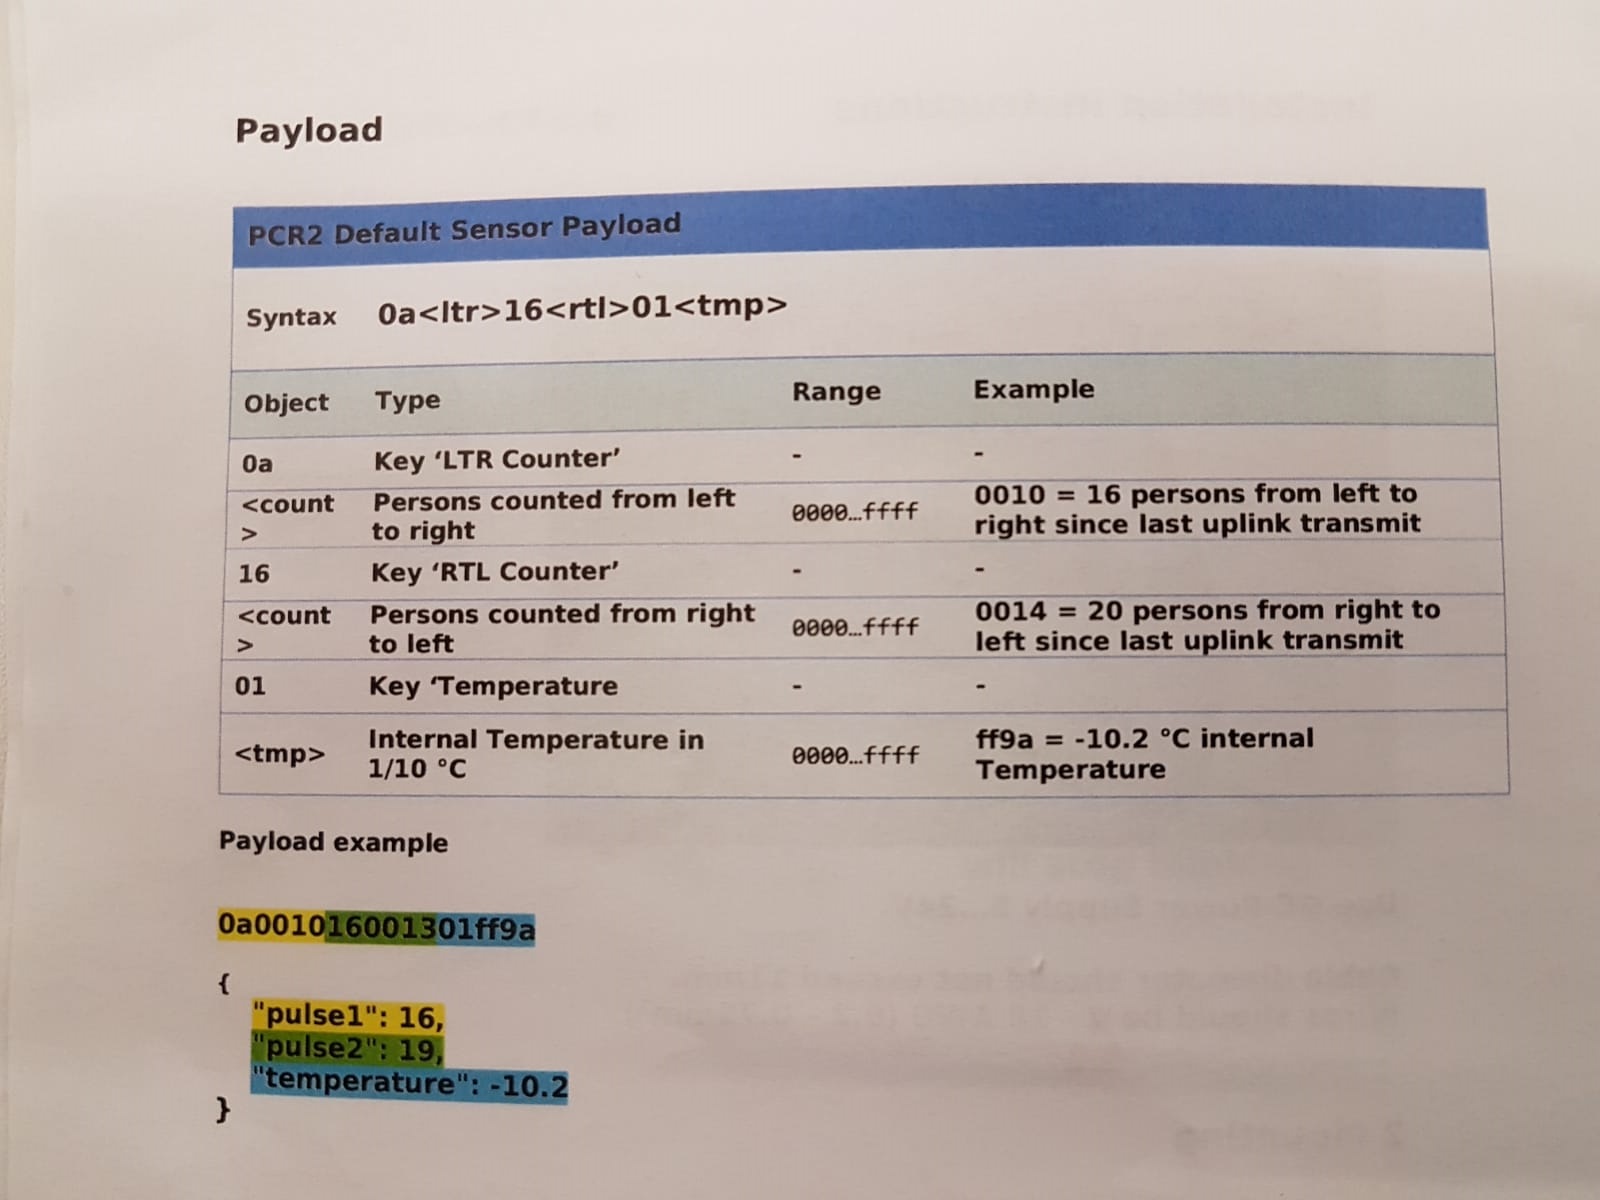 Payload
PCR2 Default Sensor Payload
Syntax 0a<ltr>16<rtl>01<tmp>
Object Type Range Example
0a Key ‘LTR Counter’ - -
<count Persons counted from left 0000…ffff 0010 = 16 persons from left to
> to right right since last uplink transmit
16 Key ‘RTL Counter’ - -
<count Persons counted from right 0000…ffff 0014 = 20 persons from right to
> to left left since last uplink transmit
01 Key ‘Temperature - -
<tmp> Internal Temperature in 0000…ffff ff9a = -10.2 °C internal
1/10 °C Temperature
Payload example
0a001016001301ff9a
{
"pulse1": 16,
"pulse2": 19,
"temperature": -10.2
}